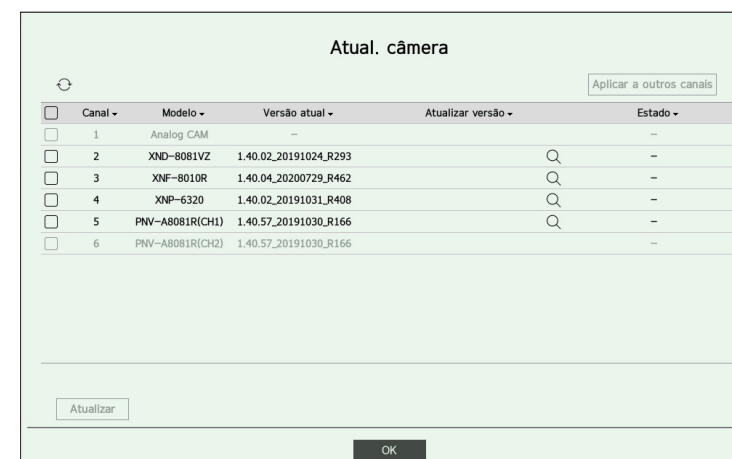 Atual. câmera
Aplicar a outros canais
Canal Modelo Versão atual Atualizar versão Estado
1 Analog CAM - -
2 XND-8081VZ 1.40.02_20191024_R293 -
3 XNF-8010R 1.40.04_20200729_R462 -
4 XNP-6320 1.40.02_20191031_R408 -
5 PNV-A8081R(CH1) 1.40.57_20191030_R166 -
6 PNV-A8081R(CH2) 1.40.57_20191030_R166 -
Atualizar
OK